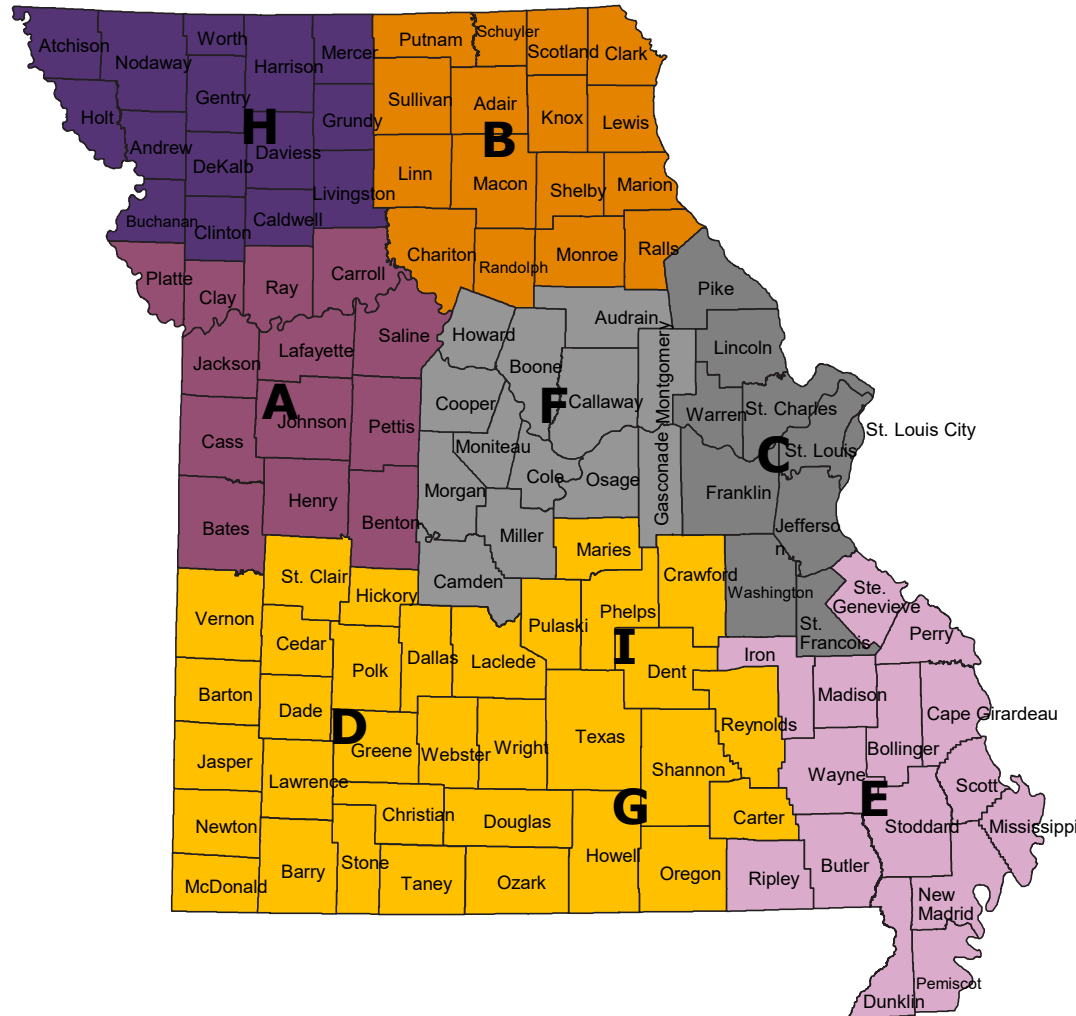 Atchison
Nodaway
Worth
Harrison
Mercer
Putnam
Schuyler
Scotland
Clark
Holt
Gentry
Grundy
Sullivan
Adair
Knox
Lewis
H
B
Andrew
DeKalb
Daviess
Livingston
Linn
Macon
Shelby
Marion
Buchanan
Clinton
Caldwell
Chariton
Randolph
Monroe
Ralls
Platte
Clay
Ray
Carroll
Pike
Saline
Howard
Audrain
Jackson
Lafayette
Boone
Montgomery
Lincoln
A
F
Johnson
Cooper
Callaway
Warren
St. Charles
St. Louis City
Cass
Pettis
Moniteau
C
St. Louis
Henry
Morgan
Cole
Osage
Gasconade
Franklin
Bates
Benton
Miller
Jefferso
n
Maries
St. Clair
Hickory
Camden
Crawford
Washington
Ste.
Genevieve
Vernon
Cedar
Pulaski
Phelps
St.
Francois
Perry
I
Polk
Dallas
Laclede
Dent
Iron
Barton
Dade
Madison
Cape Girardeau
D
Greene
Webster
Wright
Texas
Reynolds
Bollinger
Jasper
Lawrence
Shannon
Wayne
Scott
G
E
Newton
Christian
Douglas
Carter
Stoddard
Mississippi
McDonald
Barry
Stone
Taney
Ozark
Howell
Oregon
Ripley
Butler
New
Madrid
Pemiscot
Dunklin